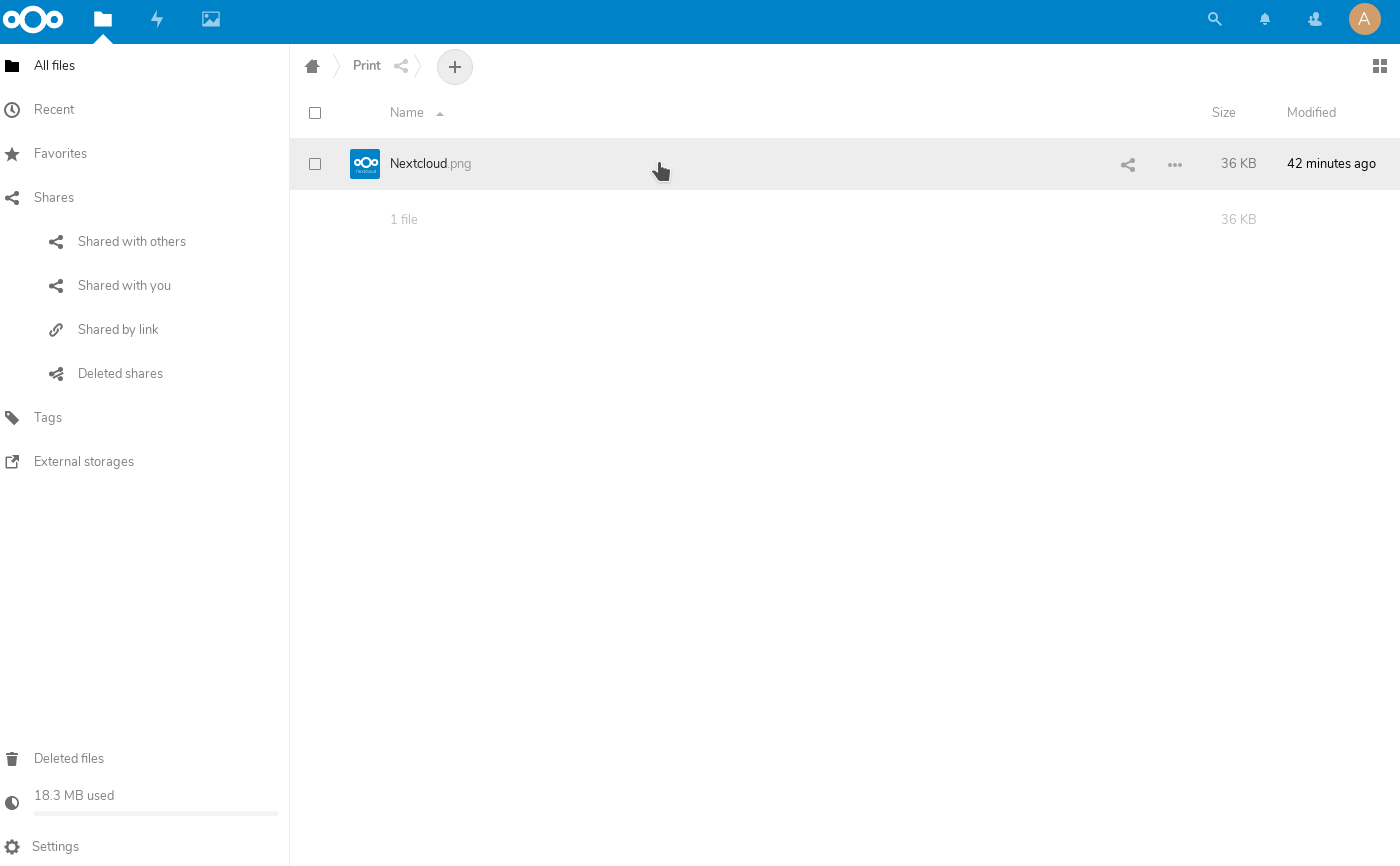 A
All files
Recent
Favorites
Shares
Shared with others
Shared with you
Shared by link
Deleted shares
Tags
External storages
Deleted files
18.3 MB used
Settings
Print
Name Size Modified
Nextcloud.png 36 KB 42 minutes ago
1 file 36 KB